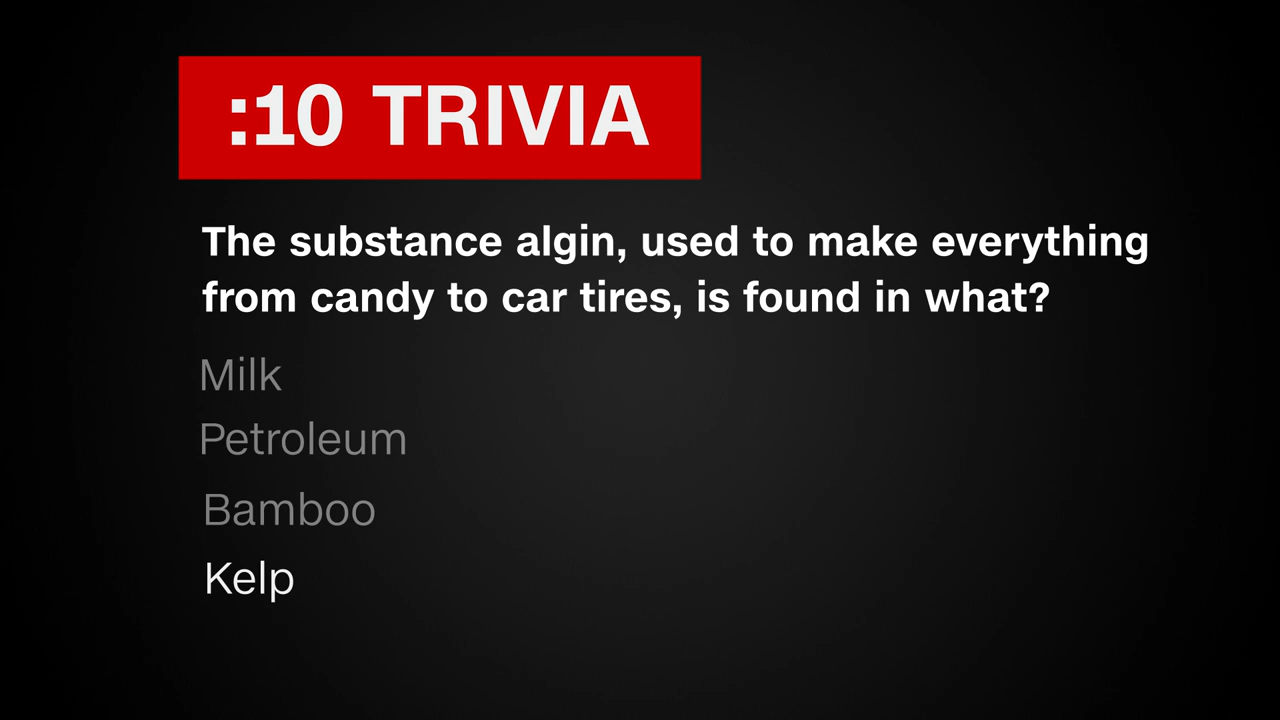 :10 TRIVIA
The substance algin, used to make everything
from candy to car tires, is found in what?
Milk
Petroleum
Bamboo
Kelp